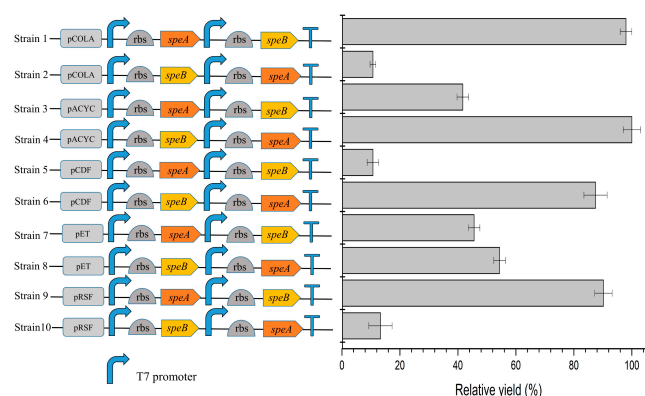 Strain 1 pCOLA rbs speA rbs speB
Strain 2 pCOLA rbs speB rbs speA
Strain 3 pACYC rbs speA rbs speB
Strain 4 pACYC rbs speB rbs speA
Strain 5 pCDF rbs speA rbs speB
Strain 6 pCDF rbs speB rbs speA
Strain 7 pET rbs speA rbs speB
Strain 8 pET rbs speB rbs speA
Strain 9 pRSF rbs speA rbs speB
Strain10 pRSF rbs speB rbs speA
0 20 40 60 80 100
T7 promoter
Relative yield (%)